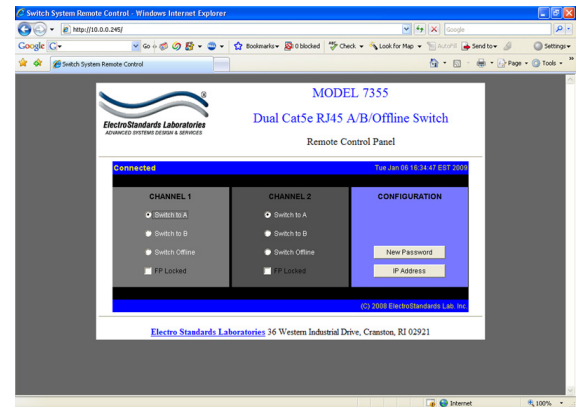 Switch System Remote Control - Windows Internet Explorer
http://10.0.0.245/
Google
Google G Go Bookmarks 0 blocked Check Look for Map AutoFill Send to Settings
Switch System Remote Control Page Tools
ElectroStandards Laboratories
ADVANCED SYSTEMS DESIGN & SERVICES
MODEL 7355
Dual Cat5e RJ45 A/B/Offline Switch
Remote Control Panel
Connected Tue Jan 06 16:34:47 EST 2009
CHANNEL 1
Switch to A
Switch to B
Switch Offline
FP Locked
CHANNEL 2
Switch to A
Switch to B
Switch Offline
FP Locked
CONFIGURATION
New Password
IP Address
(C) 2008 ElectroStandards Lab. Inc.
Electro Standards Laboratories 36 Western Industrial Drive, Cranston, RI 02921
Internet 100%